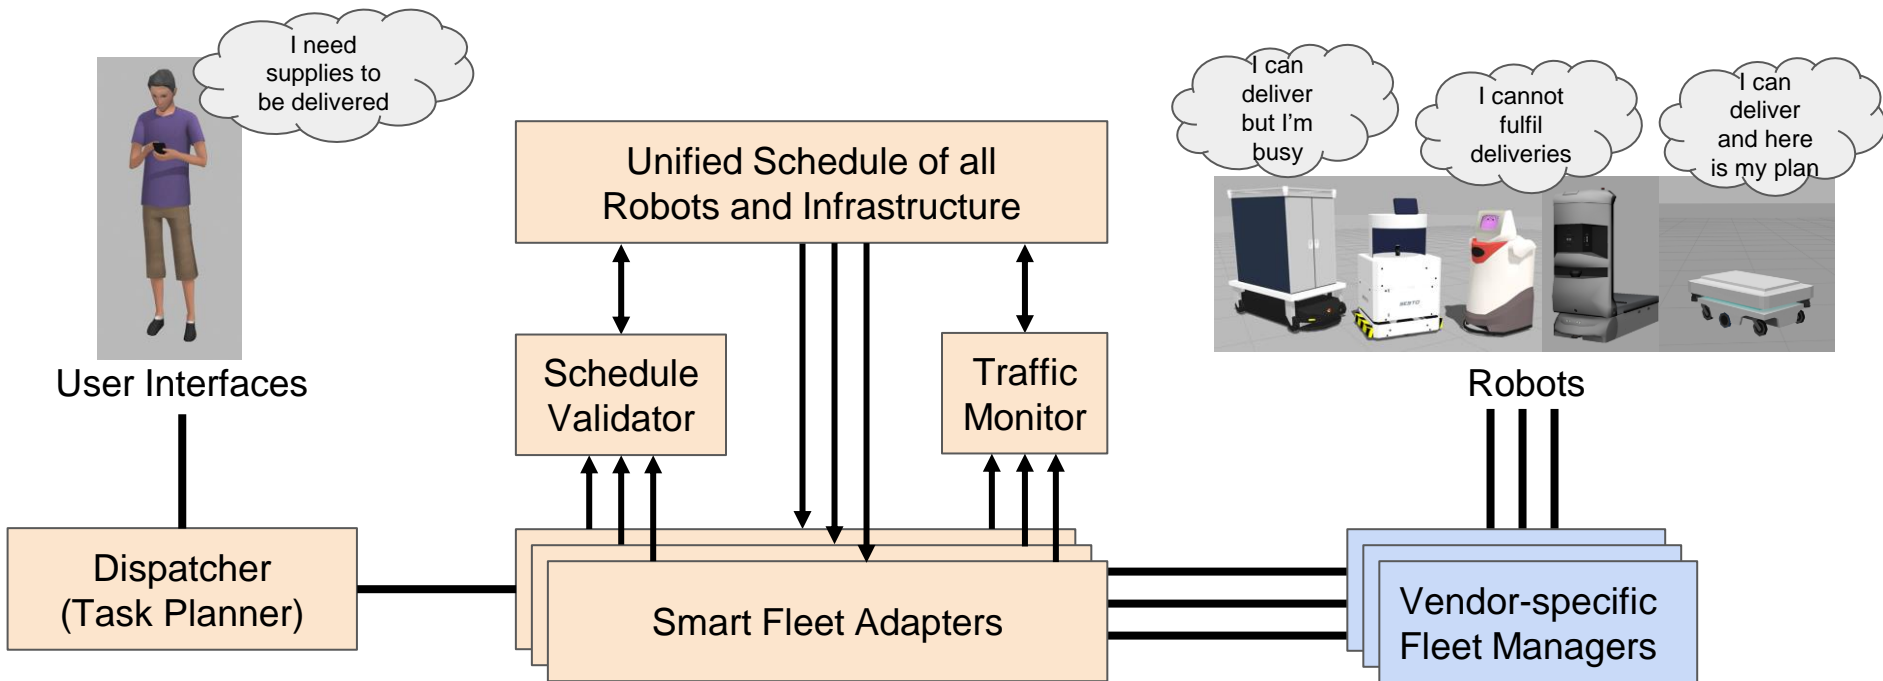 I need
supplies to
be delivered
I can
deliver
but I'm
busy
I cannot
fulfil
deliveries
I can
deliver
and here
is my plan
Unified Schedule of all
Robots and Infrastructure
Schedule
Validator
Traffic
Monitor
User Interfaces
Robots
SESTO
Dispatcher
(Task Planner)
Smart Fleet Adapters
Vendor-specific
Fleet Managers